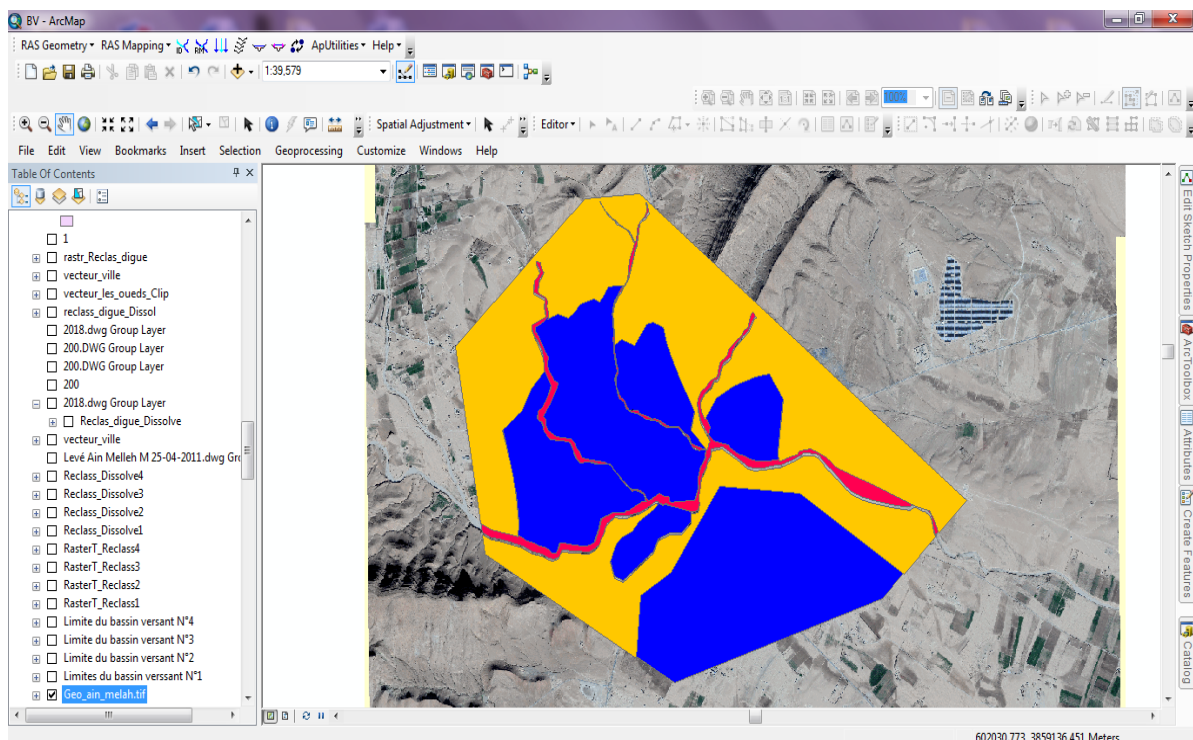 BV - ArcMap
RAS Geometry RAS Mapping ApUtilities Help
1:39,579
100%
Spatial Adjustment Editor
File Edit View Bookmarks Insert Selection Geoprocessing Customize Windows Help
Table Of Contents
1
rastr_Reclas_digue
vecteur_ville
vecteur_les_oueds_Clip
reclass_digue_Dissol
2018.dwg Group Layer
200.DWG Group Layer
200.DWG Group Layer
200
2018.dwg Group Layer
Reclas_digue_Dissolve
vecteur_ville
Levé Ain Melleh M 25-04-2011.dwg Gr
Reclass_Dissolve4
Reclass_Dissolve3
Reclass_Dissolve2
Reclass_Dissolve1
RasterT_Reclass4
RasterT_Reclass3
RasterT_Reclass2
RasterT_Reclass1
Limite du bassin versant N°4
Limite du bassin versant N°3
Limite du bassin versant N°2
Limites du bassin verssant N°1
Geo_ain_melah.tif
Edit Sketch Properties
ArcToolbox
Attributes
Create Features
Catalog
602030,773 3859136,451 Meters